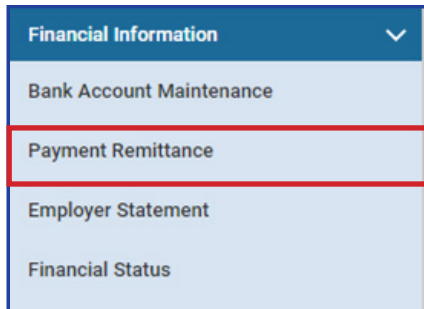 Financial Information
Bank Account Maintenance
Payment Remittance
Employer Statement
Financial Status